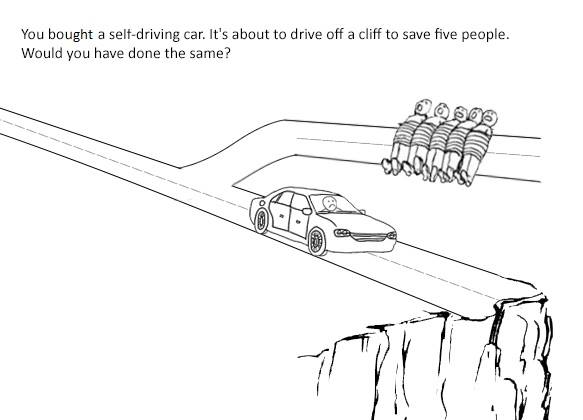 You bought a self-driving car. It's about to drive off a cliff to save five people.
Would you have done the same?